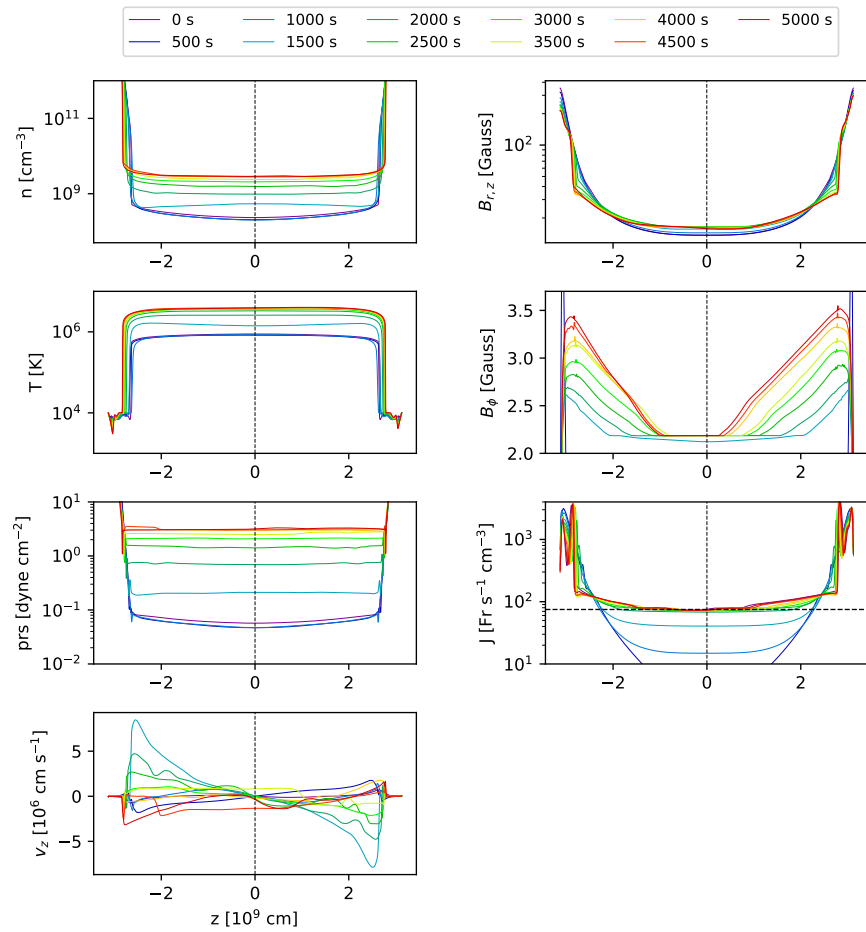 0 s 1000 s 2000 s 3000 s 4000 s 5000 s
500 s 1500 s 2500 s 3500 s 4500 s
n [cm⁻³]
10¹¹
10⁹
−2 0 2
B_{r,z} [Gauss]
10²
−2 0 2
T [K]
10⁶
10⁴
−2 0 2
B_ϕ [Gauss]
3.5
3.0
2.5
2.0
−2 0 2
prs [dyne cm⁻²]
10¹
10⁰
10⁻¹
10⁻²
−2 0 2
J [Fr s⁻¹ cm⁻³]
10³
10²
10¹
−2 0 2
v_z [10⁶ cm s⁻¹]
5
0
−5
−2 0 2
z [10⁹ cm]